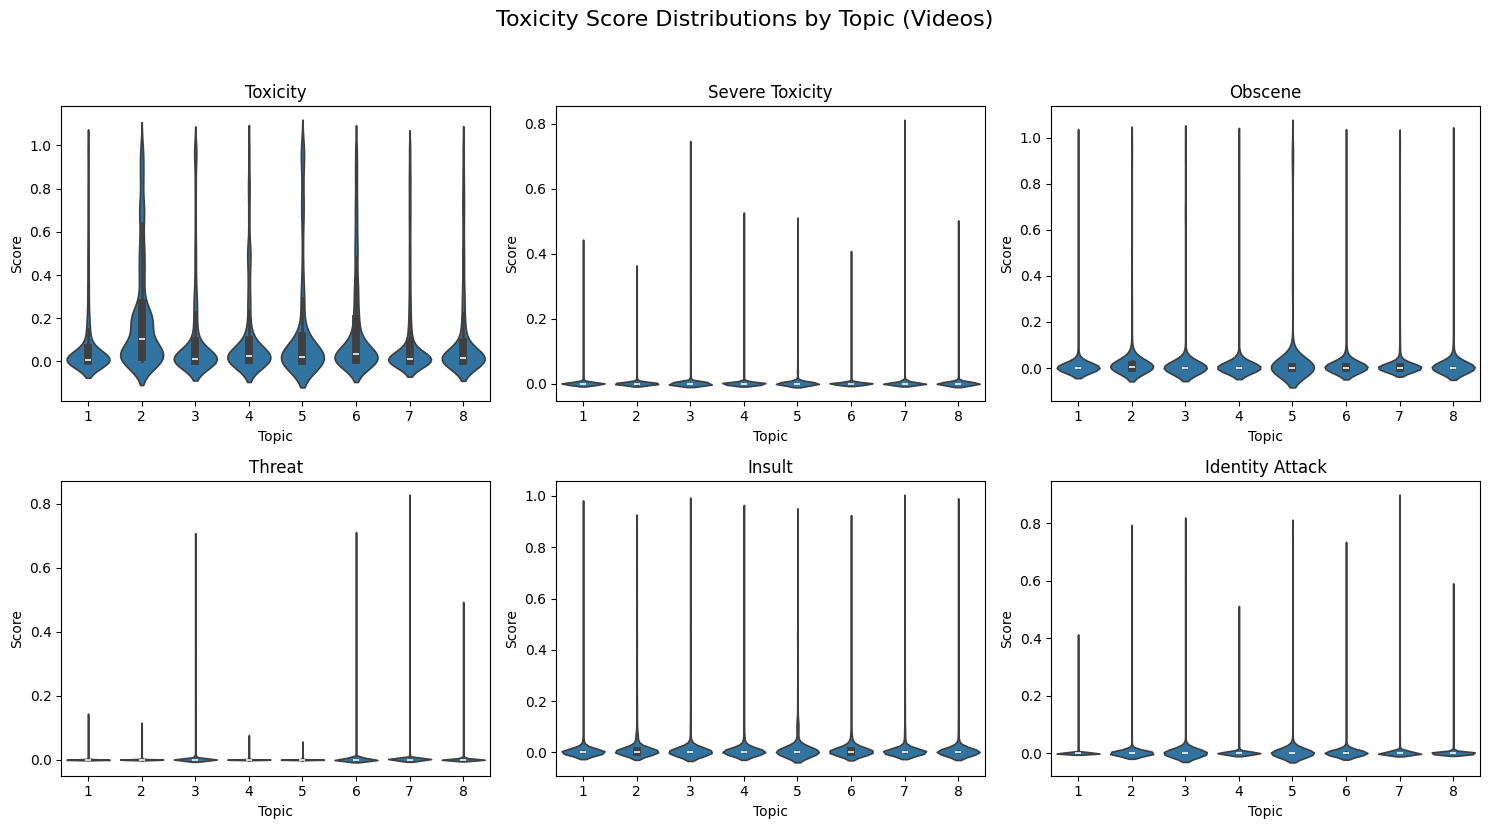 Toxicity Score Distributions by Topic (Videos)
Toxicity
1.0
0.8
0.6
0.4
0.2
0.0
Score
1 2 3 4 5 6 7 8
Topic
Severe Toxicity
0.8
0.6
0.4
0.2
0.0
Score
1 2 3 4 5 6 7 8
Topic
Obscene
1.0
0.8
0.6
0.4
0.2
0.0
Score
1 2 3 4 5 6 7 8
Topic
Threat
0.8
0.6
0.4
0.2
0.0
Score
1 2 3 4 5 6 7 8
Topic
Insult
1.0
0.8
0.6
0.4
0.2
0.0
Score
1 2 3 4 5 6 7 8
Topic
Identity Attack
0.8
0.6
0.4
0.2
0.0
Score
1 2 3 4 5 6 7 8
Topic